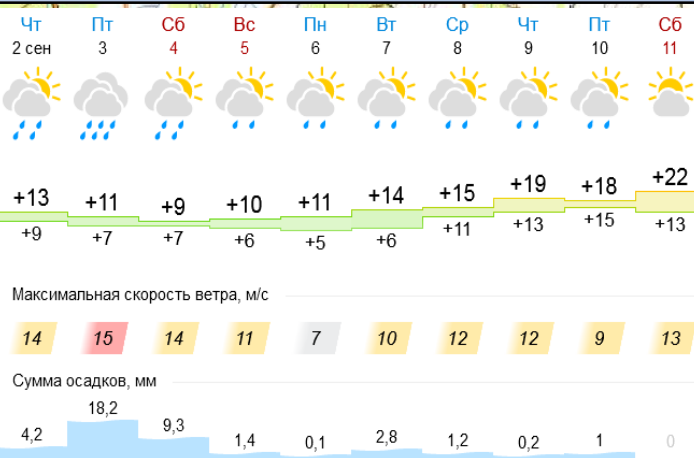 Чт Пт Сб Вс Пн Вт Ср Чт Пт Сб
2 сен 3 4 5 6 7 8 9 10 11
+13 +11 +9 +10 +11 +14 +15 +19 +18 +22
+9 +7 +7 +6 +5 +6 +11 +13 +15 +13
Максимальная скорость ветра, м/с
14 15 14 11 7 10 12 12 9 13
Сумма осадков, мм
4,2 18,2 9,3 1,4 0,1 2,8 1,2 0,2 1 0